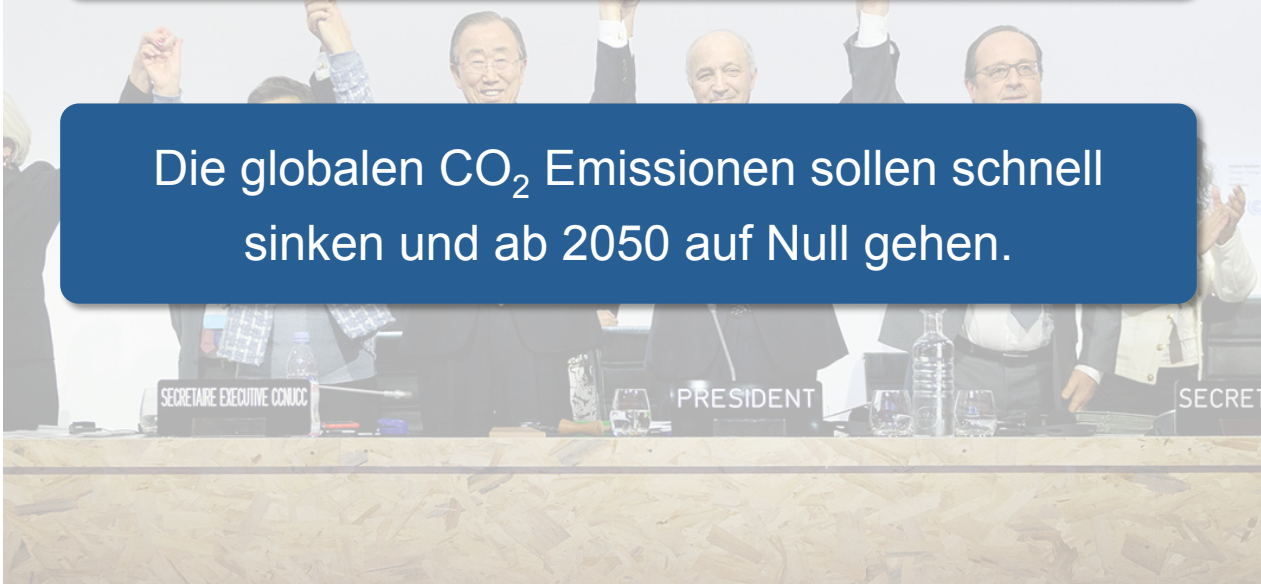 Die globalen CO₂ Emissionen sollen schnell
sinken und ab 2050 auf Null gehen.
SECRETAIRE EXECUTIVE CCNUCC
PRESIDENT
SECRET